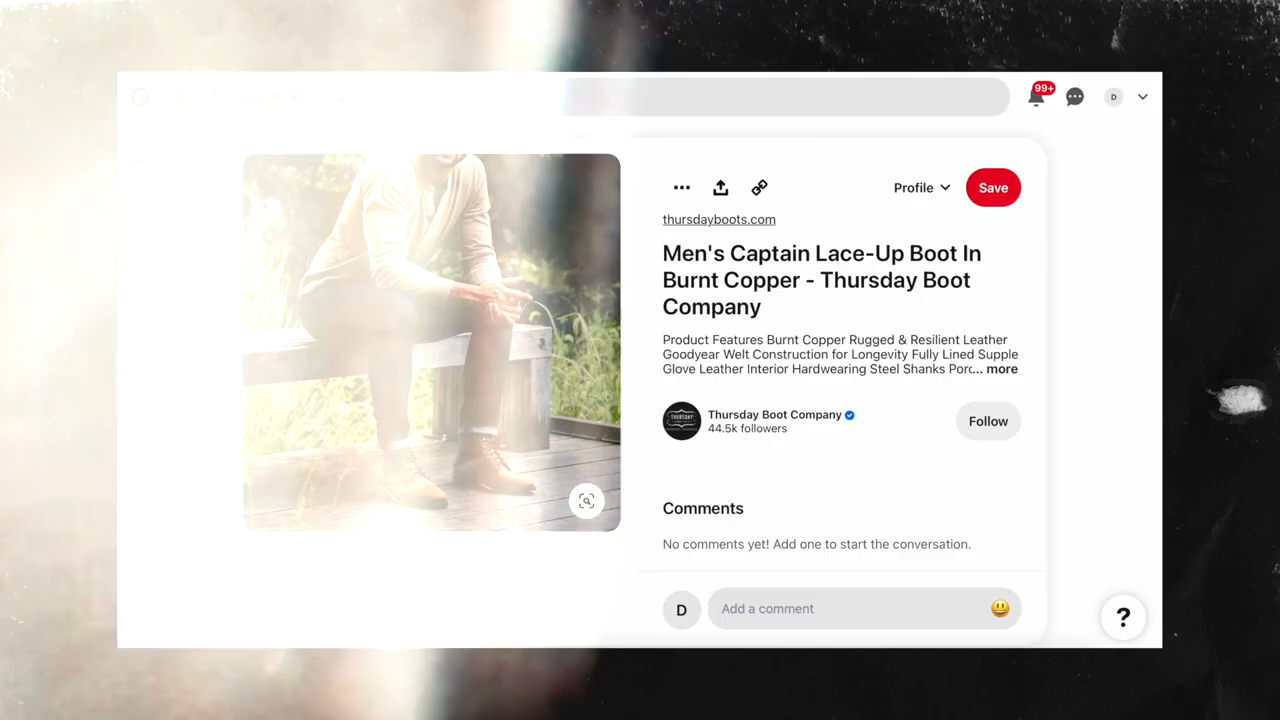 99+
D
Profile
Save
thursdayboots.com
Men's Captain Lace-Up Boot In
Burnt Copper - Thursday Boot
Company
Product Features Burnt Copper Rugged & Resilient Leather
Goodyear Welt Construction for Longevity Fully Lined Supple
Glove Leather Interior Hardwearing Steel Shanks Porc... more
THURSDAY
Thursday Boot Company
44.5k followers
Follow
Comments
No comments yet! Add one to start the conversation.
D
Add a comment
?